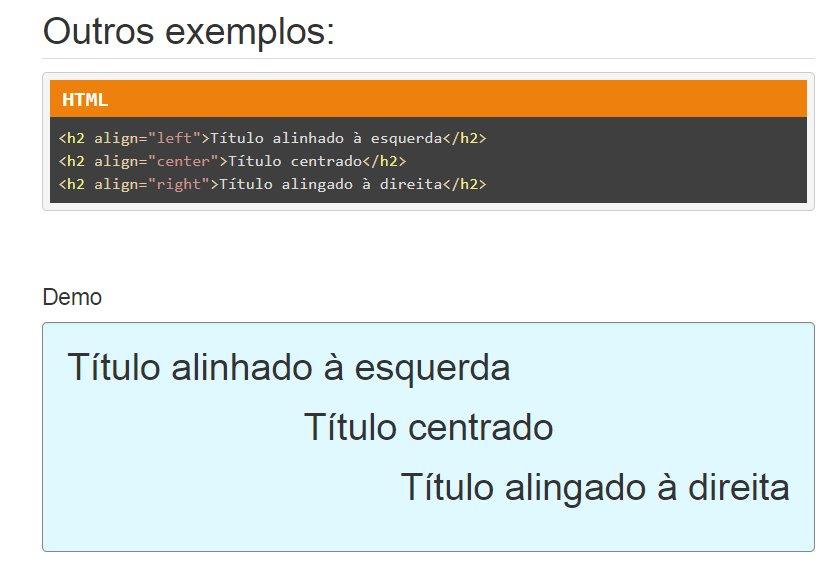 Outros exemplos:
HTML
<h2 align="left">Título alinhado à esquerda</h2>
<h2 align="center">Título centrado</h2>
<h2 align="right">Título alingado à direita</h2>
Demo
Título alinhado à esquerda
Título centrado
Título alingado à direita